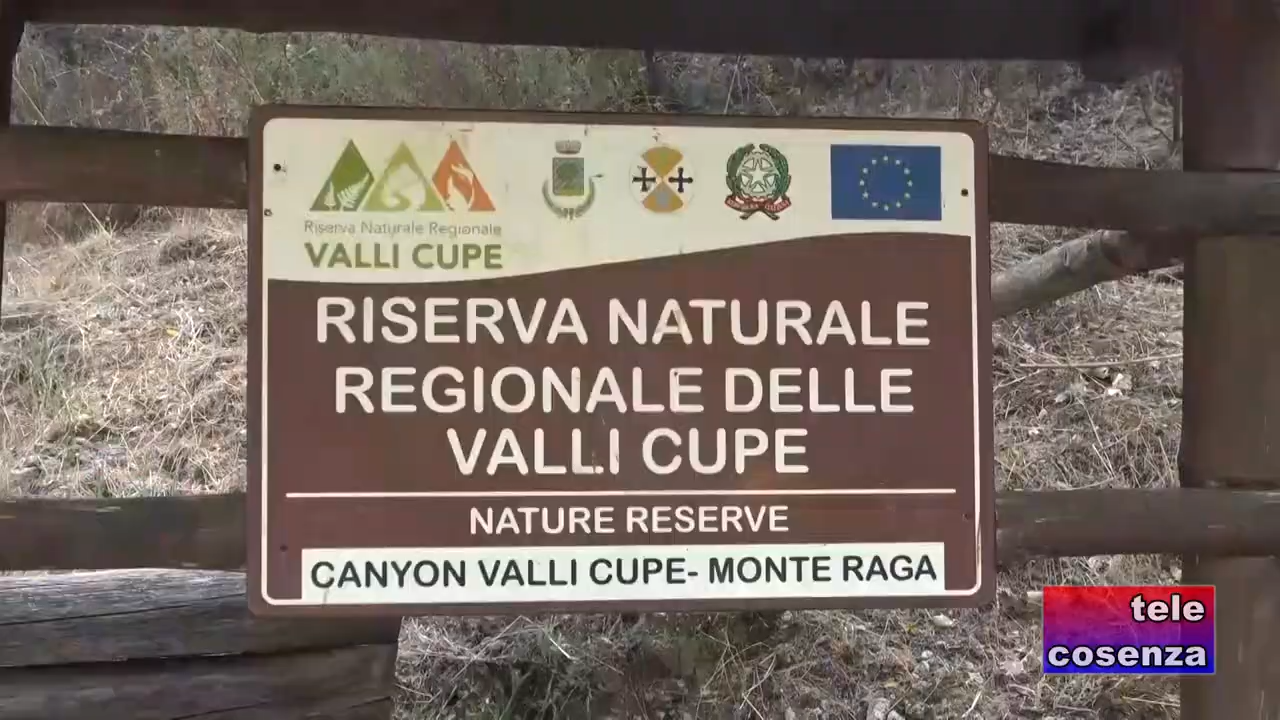 Riserva Naturale Regionale
VALLI CUPE
RISERVA NATURALE
REGIONALE DELLE
VALLI CUPE
NATURE RESERVE
CANYON VALLI CUPE- MONTE RAGA
tele
cosenza